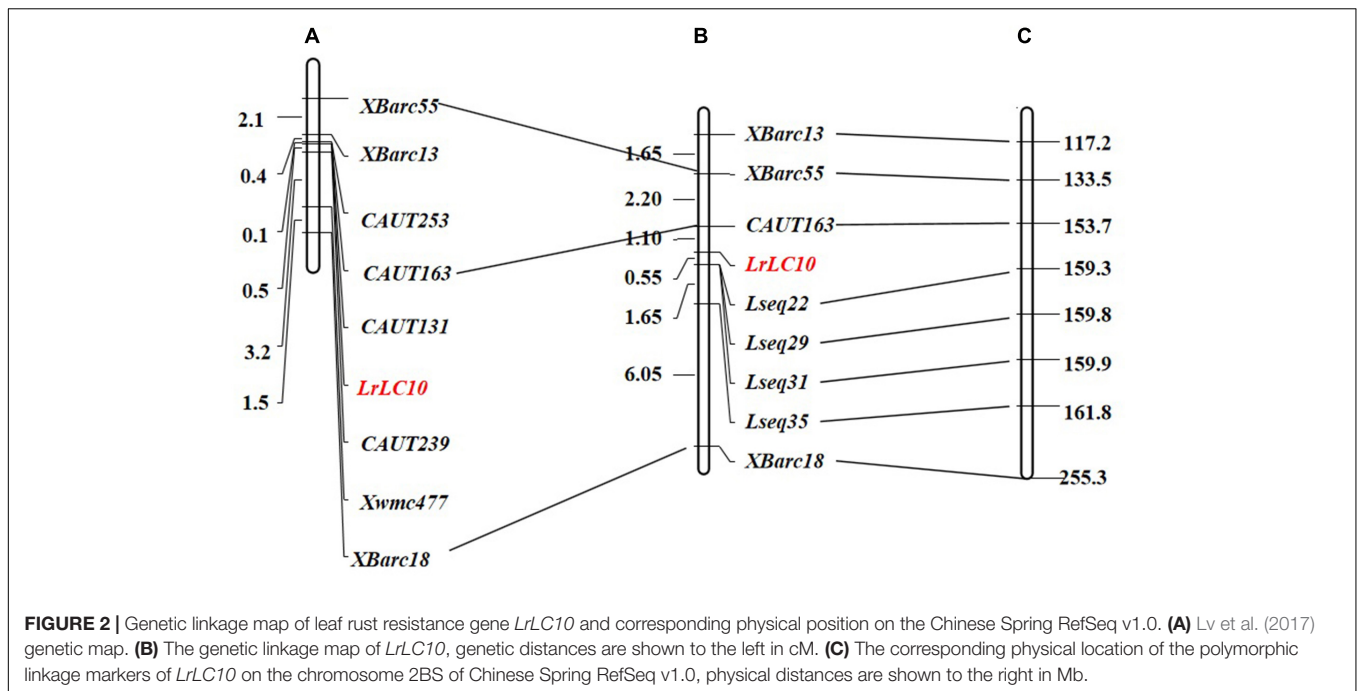 A
B
C
2.1
0.4
0.1
0.5
3.2
1.5
XBarc55
XBarc13
CAUT253
CAUT163
CAUT131
LrLC10
CAUT239
Xwmc477
XBarc18
1.65
2.20
1.10
0.55
1.65
6.05
XBarc13
XBarc55
CAUT163
LrLC10
Lseq22
Lseq29
Lseq31
Lseq35
XBarc18
117.2
133.5
153.7
159.3
159.8
159.9
161.8
255.3
FIGURE 2 | Genetic linkage map of leaf rust resistance gene LrLC10 and corresponding physical position on the Chinese Spring RefSeq v1.0. (A) Lv et al. (2017)
genetic map. (B) The genetic linkage map of LrLC10, genetic distances are shown to the left in cM. (C) The corresponding physical location of the polymorphic
linkage markers of LrLC10 on the chromosome 2BS of Chinese Spring RefSeq v1.0, physical distances are shown to the right in Mb.